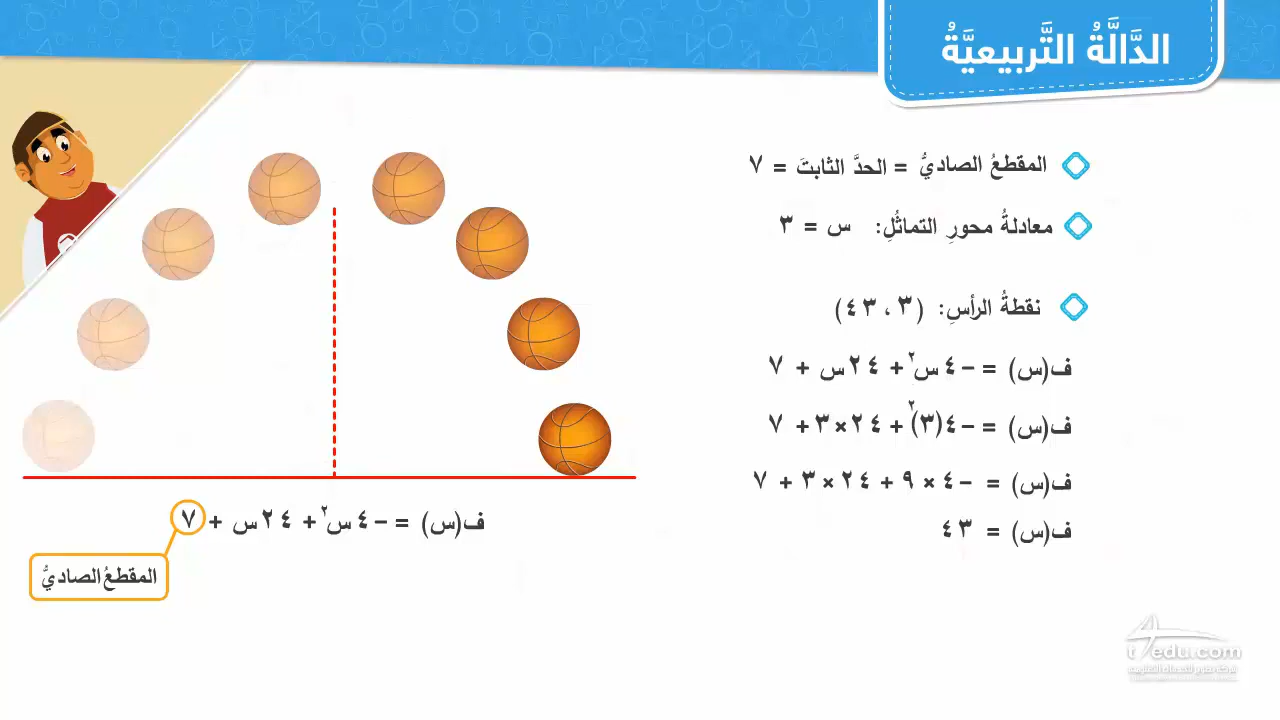 الدَّالَّةُ التَّربيعيَّةُ
المقطعُ الصاديُّ = الحدَّ الثابتَ = ٧
معادلةُ محورِ التماثُلِ: س = ٣
نقطةُ الرأسِ: (٣ ، ٤٣)
ف(س) = -٤س٢ + ٢٤س + ٧
ف(س) = -٤(٣)٢ + ٢٤×٣ + ٧
ف(س) = -٤ × ٩ + ٢٤ × ٣ + ٧
ف(س) = ٤٣
ف(س) = -٤س٢ + ٢٤س + ٧
المقطعُ الصاديُّ
t4edu.com